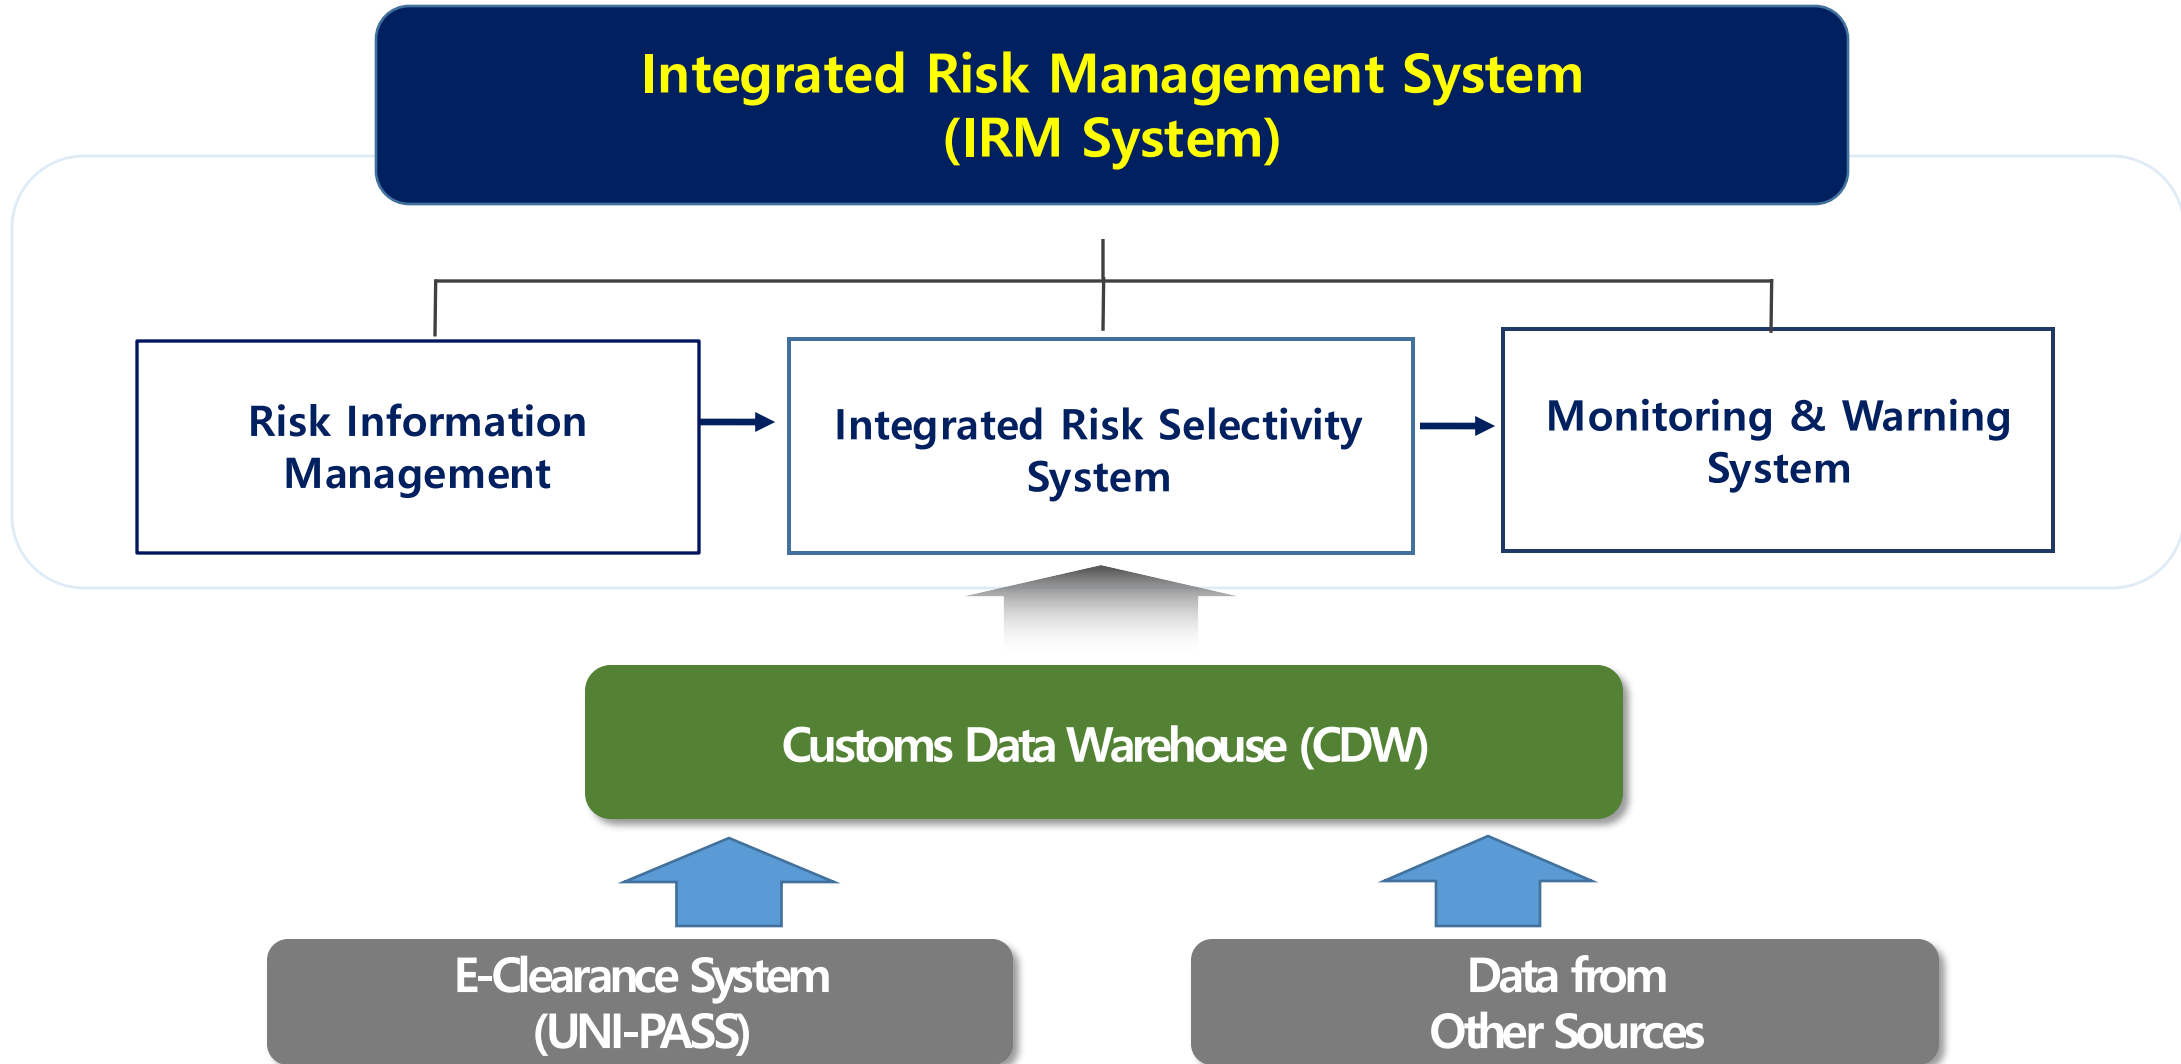 Integrated Risk Management System
(IRM System)
Risk Information
Management
Integrated Risk Selectivity
System
Monitoring & Warning
System
Customs Data Warehouse (CDW)
E-Clearance System
(UNI-PASS)
Data from
Other Sources